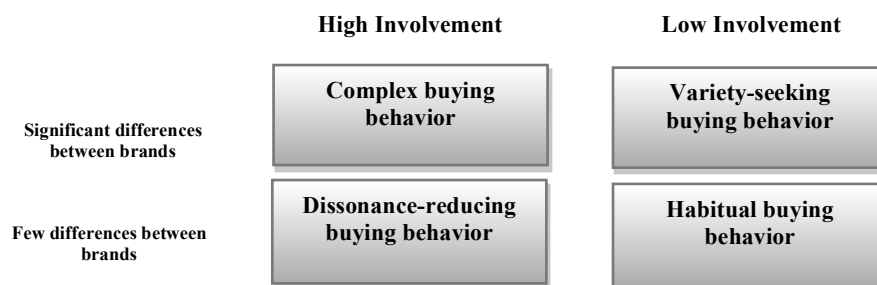 High Involvement
Low Involvement
Significant differences
between brands
Complex buying
behavior
Variety-seeking
buying behavior
Few differences between
brands
Dissonance-reducing
buying behavior
Habitual buying
behavior